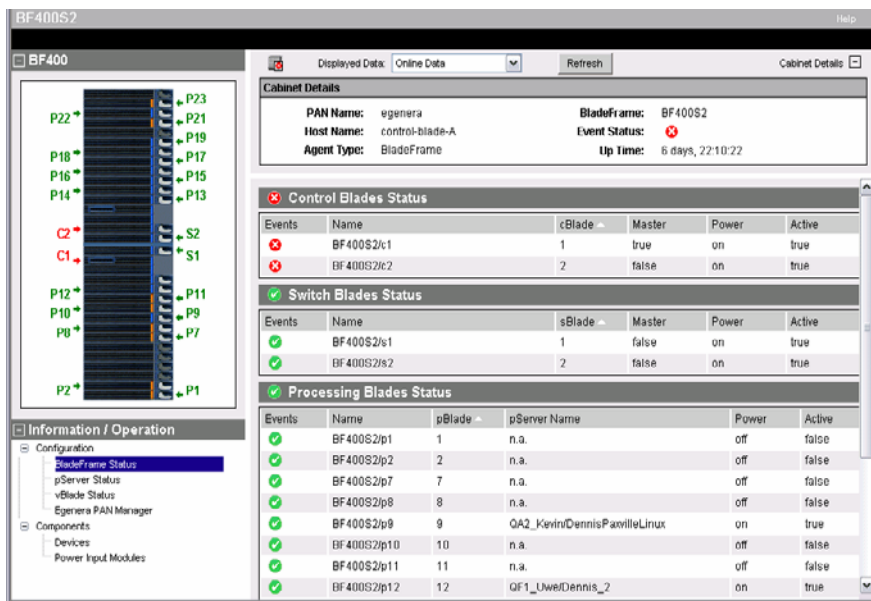 BF400S2 Help
BF400
P23
P22 P21
P19
P18 P17
P16 P15
P14 P13
C2 S2
C1 S1
P12 P11
P10 P9
P8 P7
P2 P1
Information / Operation
Configuration
BladeFrame Status
pServer Status
vBlade Status
Egenera PAN Manager
Components
Devices
Power Input Modules
Displayed Data: Online Data Refresh Cabinet Details
Cabinet Details
PAN Name: egenera BladeFrame: BF400S2
Host Name: control-blade-A Event Status:
Agent Type: BladeFrame Up Time: 6 days, 22:10:22
Control Blades Status
Events Name cBlade Master Power Active
BF400S2/c1 1 true on true
BF400S2/c2 2 false on true
Switch Blades Status
Events Name sBlade Master Power Active
BF400S2/s1 1 false on true
BF400S2/s2 2 false on true
Processing Blades Status
Events Name pBlade pServer Name Power Active
BF400S2/p1 1 n.a. off false
BF400S2/p2 2 n.a. off false
BF400S2/p7 7 n.a. off false
BF400S2/p8 8 n.a. off false
BF400S2/p9 9 QA2_Kevin/DennisPaxvilleLinux on true
BF400S2/p10 10 n.a. off false
BF400S2/p11 11 n.a. off false
BF400S2/p12 12 QF1_Uwe/Dennis_2 on true